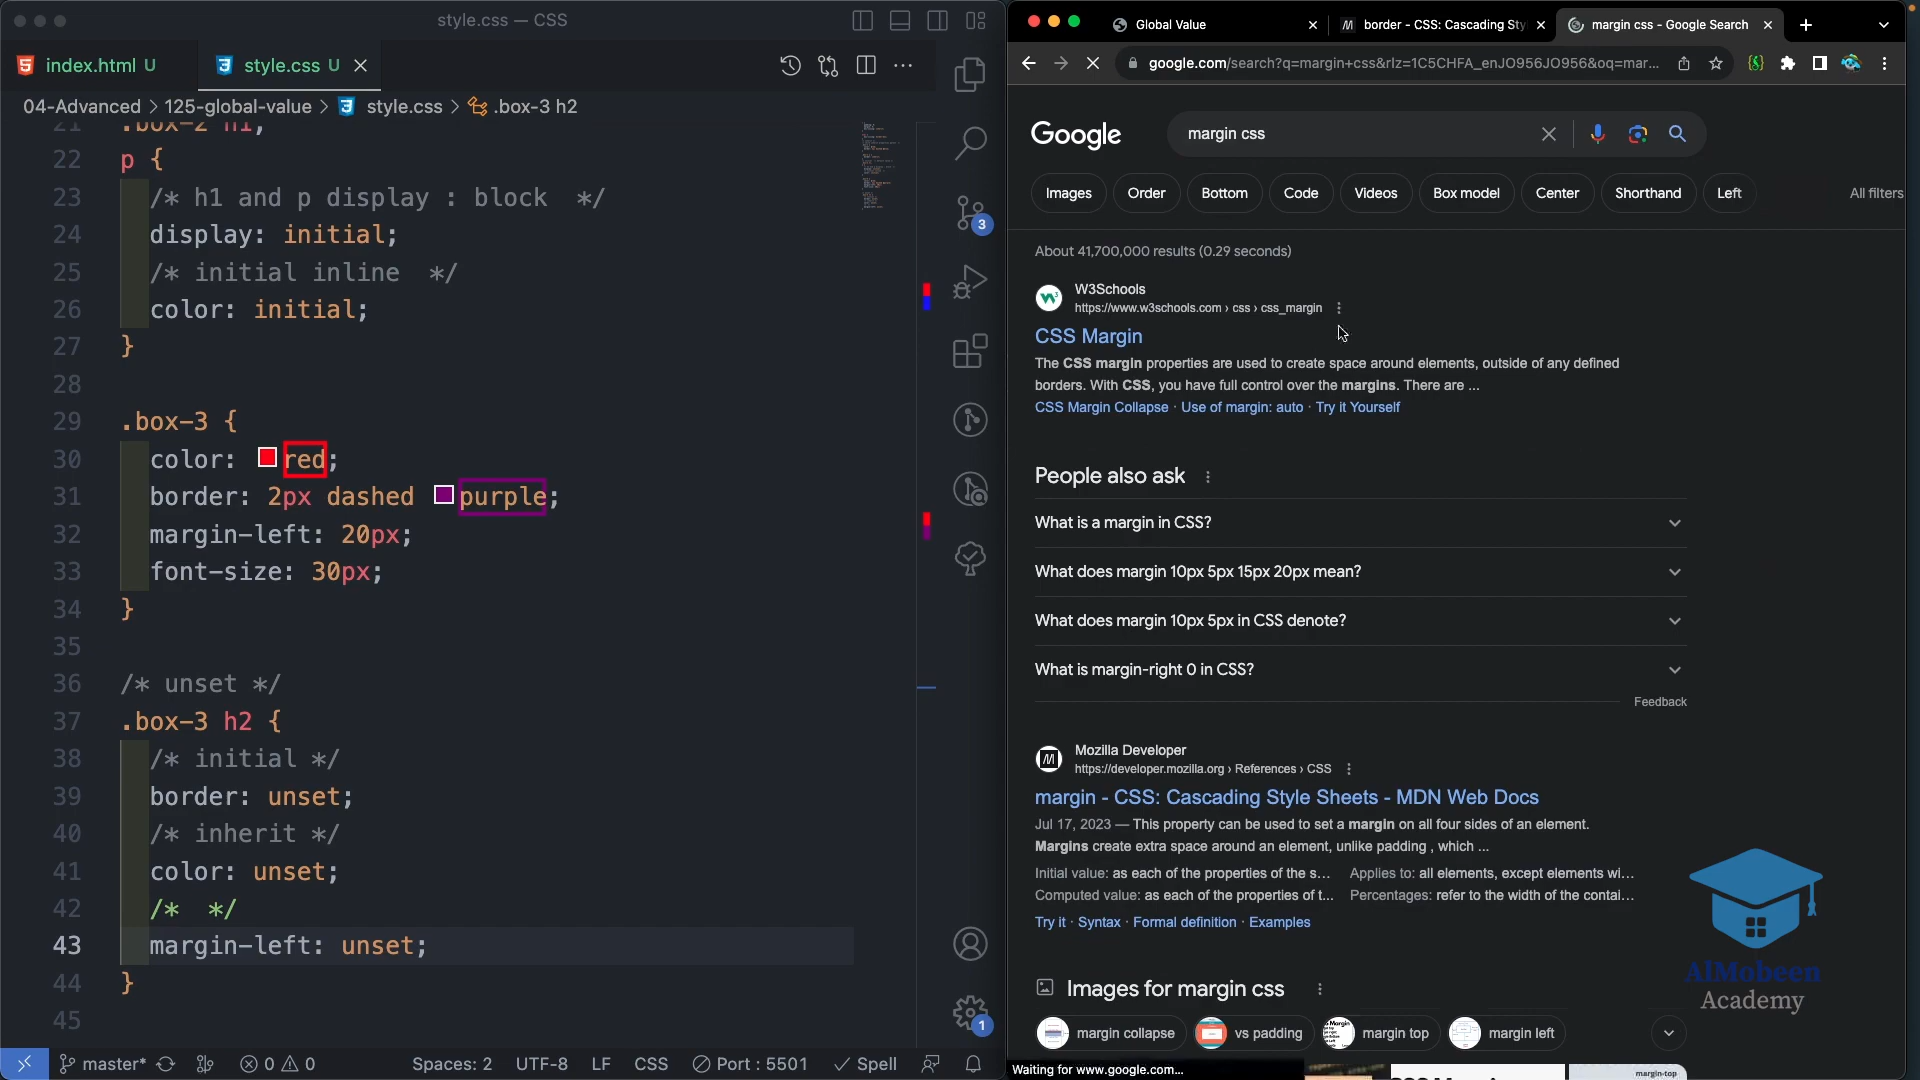 style.css — CSS
index.html U
style.css U
04-Advanced > 125-global-value > style.css > .box-3 h2
21 .box-2 h1,
22 p {
23 /* h1 and p display : block */
24 display: initial;
25 /* initial inline */
26 color: initial;
27 }
28
29 .box-3 {
30 color: red;
31 border: 2px dashed purple;
32 margin-left: 20px;
33 font-size: 30px;
34 }
35
36 /* unset */
37 .box-3 h2 {
38 /* initial */
39 border: unset;
40 /* inherit */
41 color: unset;
42 /* */
43 margin-left: unset;
44 }
45
3
1
master* 0 0 Spaces: 2 UTF-8 LF CSS Port : 5501 Spell
Global Value
border - CSS: Cascading Sty
margin css - Google Search
google.com/search?q=margin+css&rlz=1C5CHFA_enJO956JO956&oq=mar...
Google
margin css
Images
Order
Bottom
Code
Videos
Box model
Center
Shorthand
Left
All filters
About 41,700,000 results (0.29 seconds)
W3Schools
https://www.w3schools.com › css › css_margin
CSS Margin
The CSS margin properties are used to create space around elements, outside of any defined
borders. With CSS, you have full control over the margins. There are ...
CSS Margin Collapse · Use of margin: auto · Try it Yourself
People also ask
What is a margin in CSS?
What does margin 10px 5px 15px 20px mean?
What does margin 10px 5px in CSS denote?
What is margin-right 0 in CSS?
Feedback
Mozilla Developer
https://developer.mozilla.org › References › CSS
margin - CSS: Cascading Style Sheets - MDN Web Docs
Jul 17, 2023 — This property can be used to set a margin on all four sides of an element.
Margins create extra space around an element, unlike padding , which ...
Initial value: as each of the properties of the s... Applies to: all elements, except elements wi...
Computed value: as each of the properties of t... Percentages: refer to the width of the contai...
Try it · Syntax · Formal definition · Examples
Images for margin css
margin collapse
vs padding
margin top
margin left
Waiting for www.google.com...
margin-top
AlMobeen
Academy